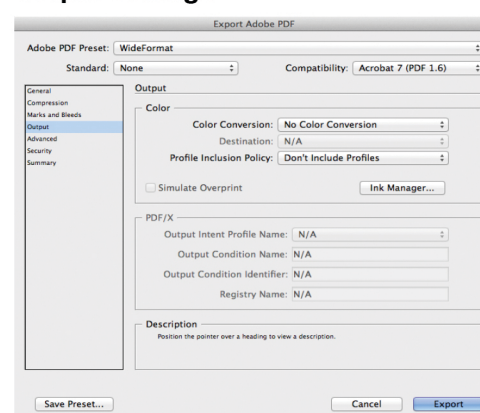 Export Adobe PDF
Adobe PDF Preset: WideFormat
Standard: None Compatibility: Acrobat 7 (PDF 1.6)
General
Compression
Marks and Bleeds
Output
Advanced
Security
Summary
Output
Color
Color Conversion: No Color Conversion
Destination: N/A
Profile Inclusion Policy: Don't Include Profiles
Simulate Overprint Ink Manager...
PDF/X
Output Intent Profile Name: N/A
Output Condition Name: N/A
Output Condition Identifier: N/A
Registry Name: N/A
Description
Position the pointer over a heading to view a description.
Save Preset... Cancel Export